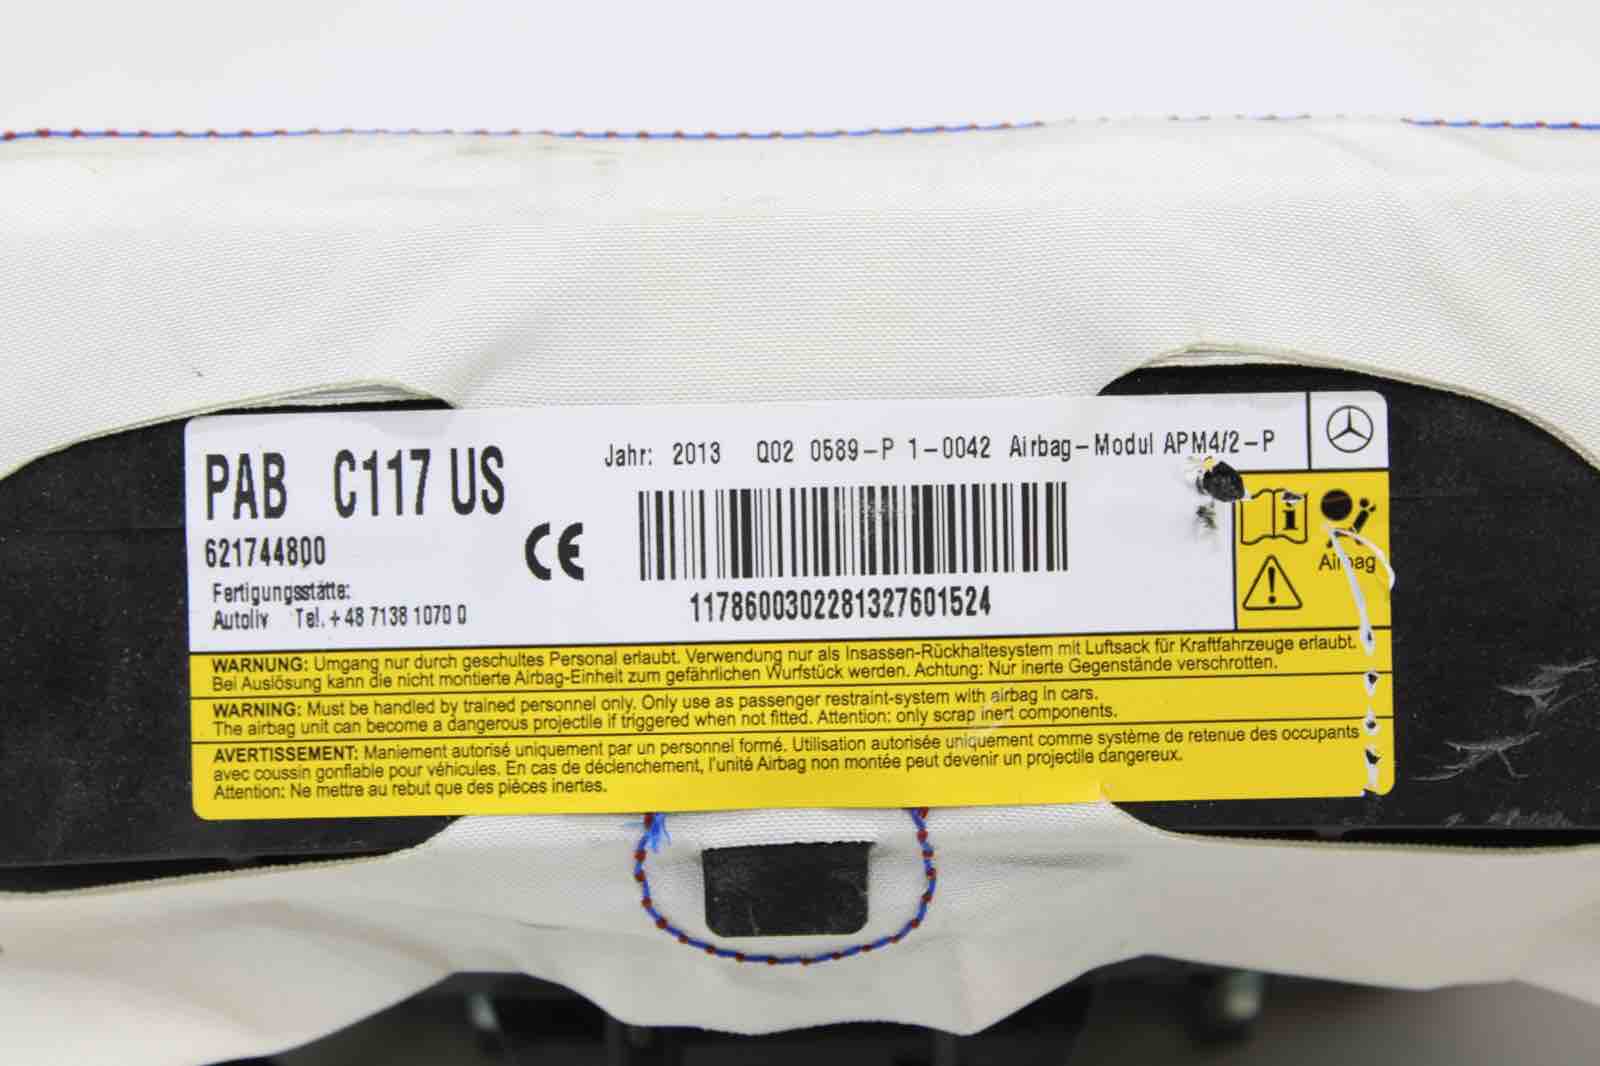 PAB C117 US
Jahr: 2013 Q02 0589-P 1-0042 Airbag-Modul APM4/2-P
621744800
CE
Fertigungsstätte:
Autoliv Tel. +48 7138 1070 0
1178600302281327601524
Airbag
WARNUNG: Umgang nur durch geschultes Personal erlaubt. Verwendung nur als Insassen-Rückhaltesystem mit Luftsack für Kraftfahrzeuge erlaubt.
Bei Auslösung kann die nicht montierte Airbag-Einheit zum gefährlichen Wurfstück werden. Achtung: Nur inerte Gegenstände verschrotten.
WARNING: Must be handled by trained personnel only. Only use as passenger restraint-system with airbag in cars.
The airbag unit can become a dangerous projectile if triggered when not fitted. Attention: only scrap inert components.
AVERTISSEMENT: Maniement autorisé uniquement par un personnel formé. Utilisation autorisée uniquement comme système de retenue des occupants
avec coussin gonflable pour véhicules. En cas de déclenchement, l'unité Airbag non montée peut devenir un projectile dangereux.
Attention: Ne mettre au rebut que des pièces inertes.